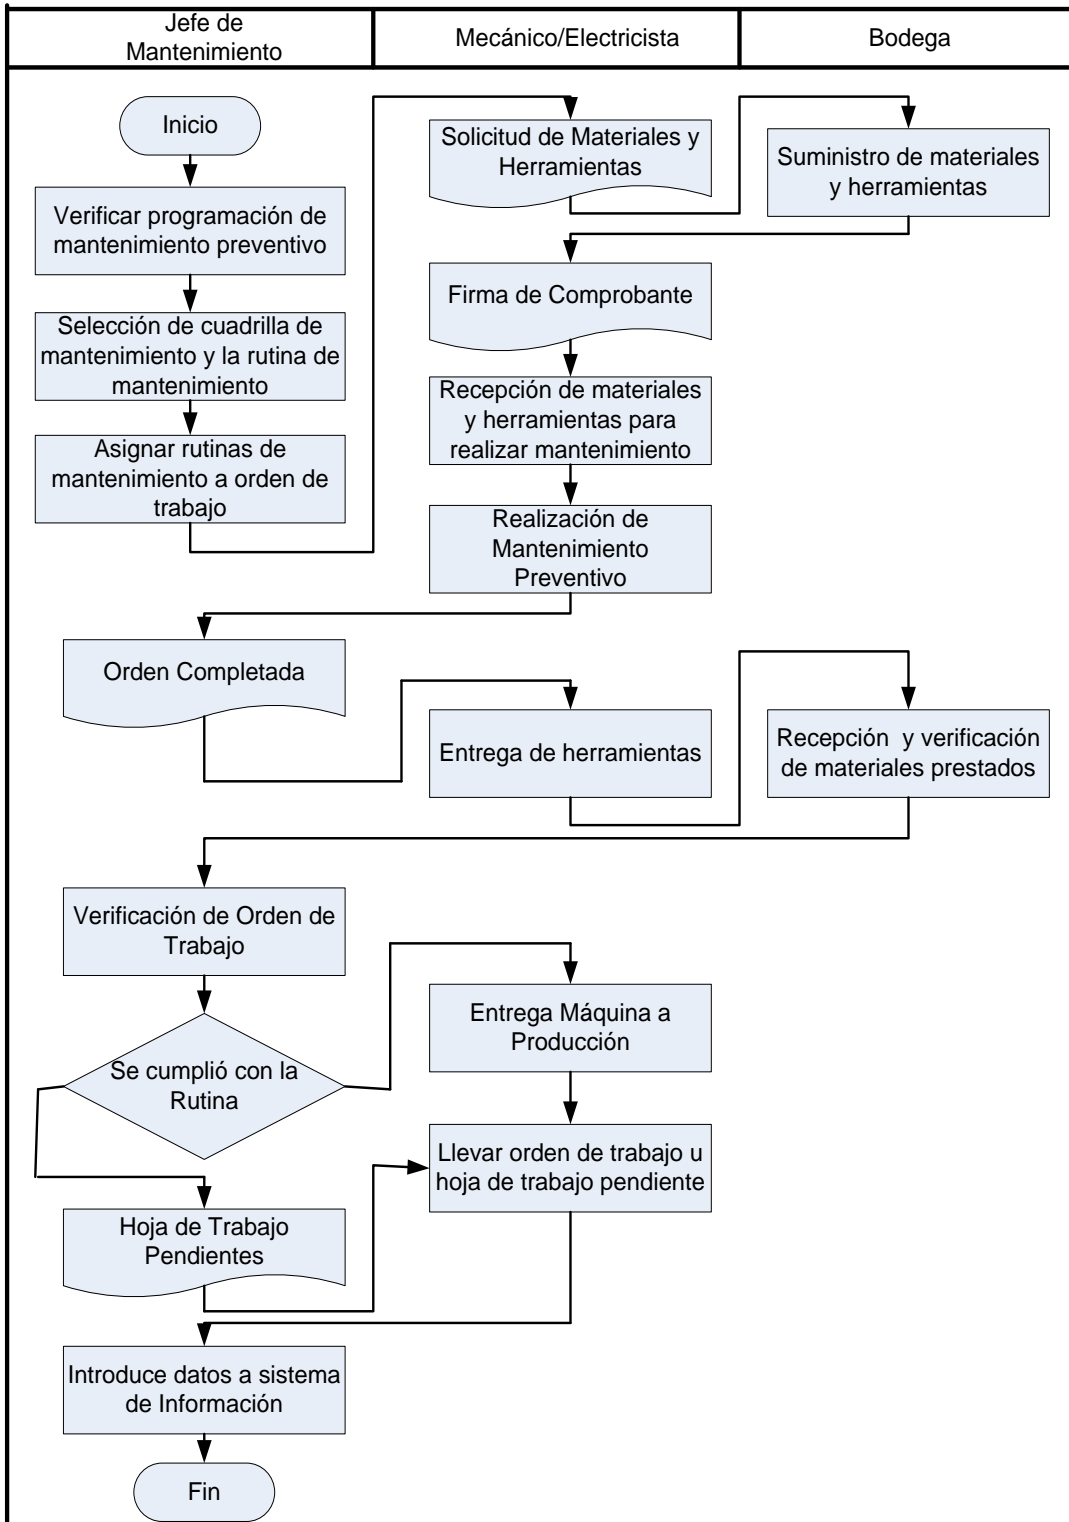 Jefe de
Mantenimiento
Mecánico/Electricista
Bodega
Inicio
Verificar programación de
mantenimiento preventivo
Selección de cuadrilla de
mantenimiento y la rutina de
mantenimiento
Asignar rutinas de
mantenimiento a orden de
trabajo
Solicitud de Materiales y
Herramientas
Suministro de materiales
y herramientas
Firma de Comprobante
Recepción de materiales
y herramientas para
realizar mantenimiento
Realización de
Mantenimiento
Preventivo
Orden Completada
Entrega de herramientas
Recepción y verificación
de materiales prestados
Verificación de Orden de
Trabajo
Se cumplió con la
Rutina
Entrega Máquina a
Producción
Llevar orden de trabajo u
hoja de trabajo pendiente
Hoja de Trabajo
Pendientes
Introduce datos a sistema
de Información
Fin